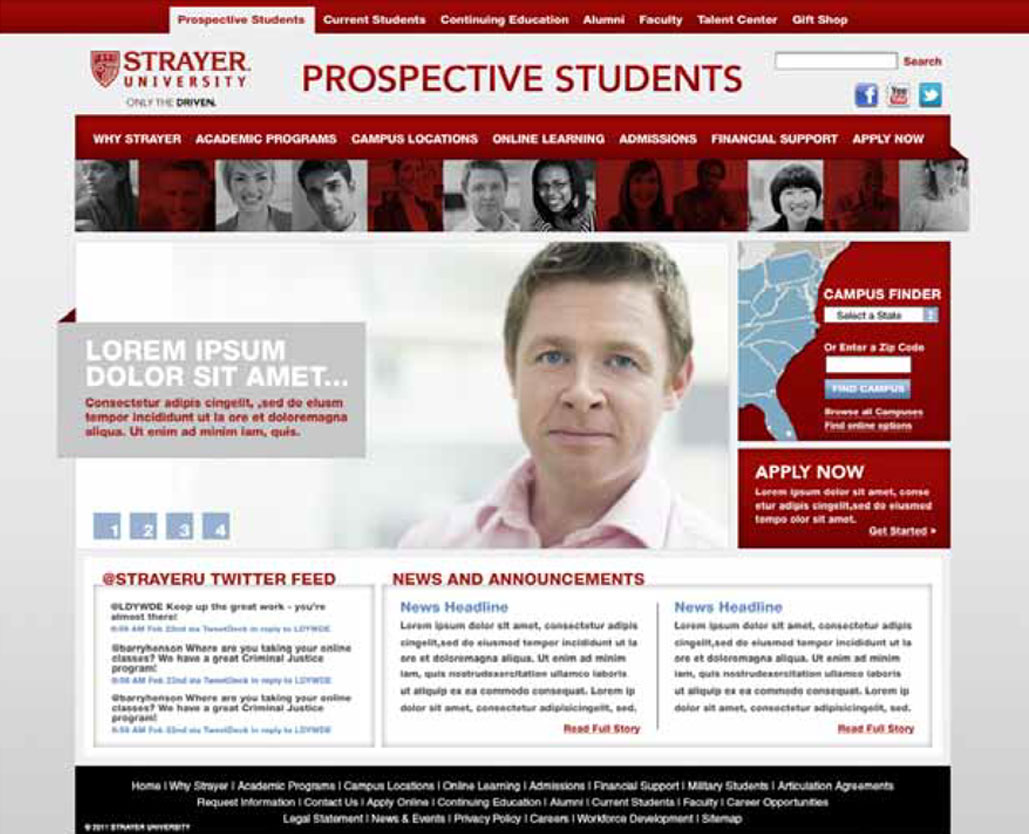 Prospective Students Current Students Continuing Education Alumni Faculty Talent Center Gift Shop
STRAYER
UNIVERSITY
ONLY THE DRIVEN.
PROSPECTIVE STUDENTS
Search
f You Tube
WHY STRAYER ACADEMIC PROGRAMS CAMPUS LOCATIONS ONLINE LEARNING ADMISSIONS FINANCIAL SUPPORT APPLY NOW
LOREM IPSUM
DOLOR SIT AMET...
Consectetur adipis cingelit, ,sed do eiusm
tempor incididunt ut la ore et doloremagna
aliqua. Ut enim ad minim iam, quis.
1 2 3 4
CAMPUS FINDER
Select a State
Or Enter a Zip Code
FIND CAMPUS
Browse all Campuses
Find online options
APPLY NOW
Lorem ipsum dolor sit amet, conse
etur adipis cingelit,sed do eiusmod
tempo olor sit amet.
Get Started »
@STRAYERU TWITTER FEED
@LDYWDE Keep up the great work - you're
almost there!
AM Feb 22nd via TweetDeck in reply to LDYWDE
@barryhenson Where are you taking your online
classes? We have a great Criminal Justice
program!
AM Feb 22nd via TweetDeck in reply to LDYWDE
@barryhenson Where are you taking your online
classes? We have a great Criminal Justice
program!
AM Feb 22nd via TweetDeck in reply to LDYWDE
NEWS AND ANNOUNCEMENTS
News Headline
Lorem ipsum dolor sit amet, consectetur adipis
cingelit,sed do eiusmod tempor incididunt ut la
ore et doloremagna aliqua. Ut enim ad minim
iam, quis nostrudexercitation ullamco laboris
ut aliquip ex ea commodo consequat. Lorem ip
dolor sit amet, consectetur adipisicingelit, sed.
Read Full Story
News Headline
Lorem ipsum dolor sit amet, consectetur adipis
cingelit,sed do eiusmod tempor incididunt ut la
ore et doloremagna aliqua. Ut enim ad minim
iam, quis nostrudexercitation ullamco laboris
ut aliquip ex ea commodo consequat. Lorem ip
dolor sit amet, consectetur adipisicingelit, sed.
Read Full Story
Home | Why Strayer | Academic Programs | Campus Locations | Online Learning | Admissions | Financial Support | Military Students | Articulation Agreements
Request Information | Contact Us | Apply Online | Continuing Education | Alumni | Current Students | Faculty | Career Opportunities
Legal Statement | News & Events | Privacy Policy | Careers | Workforce Development | Sitemap
© 2011 STRAYER UNIVERSITY